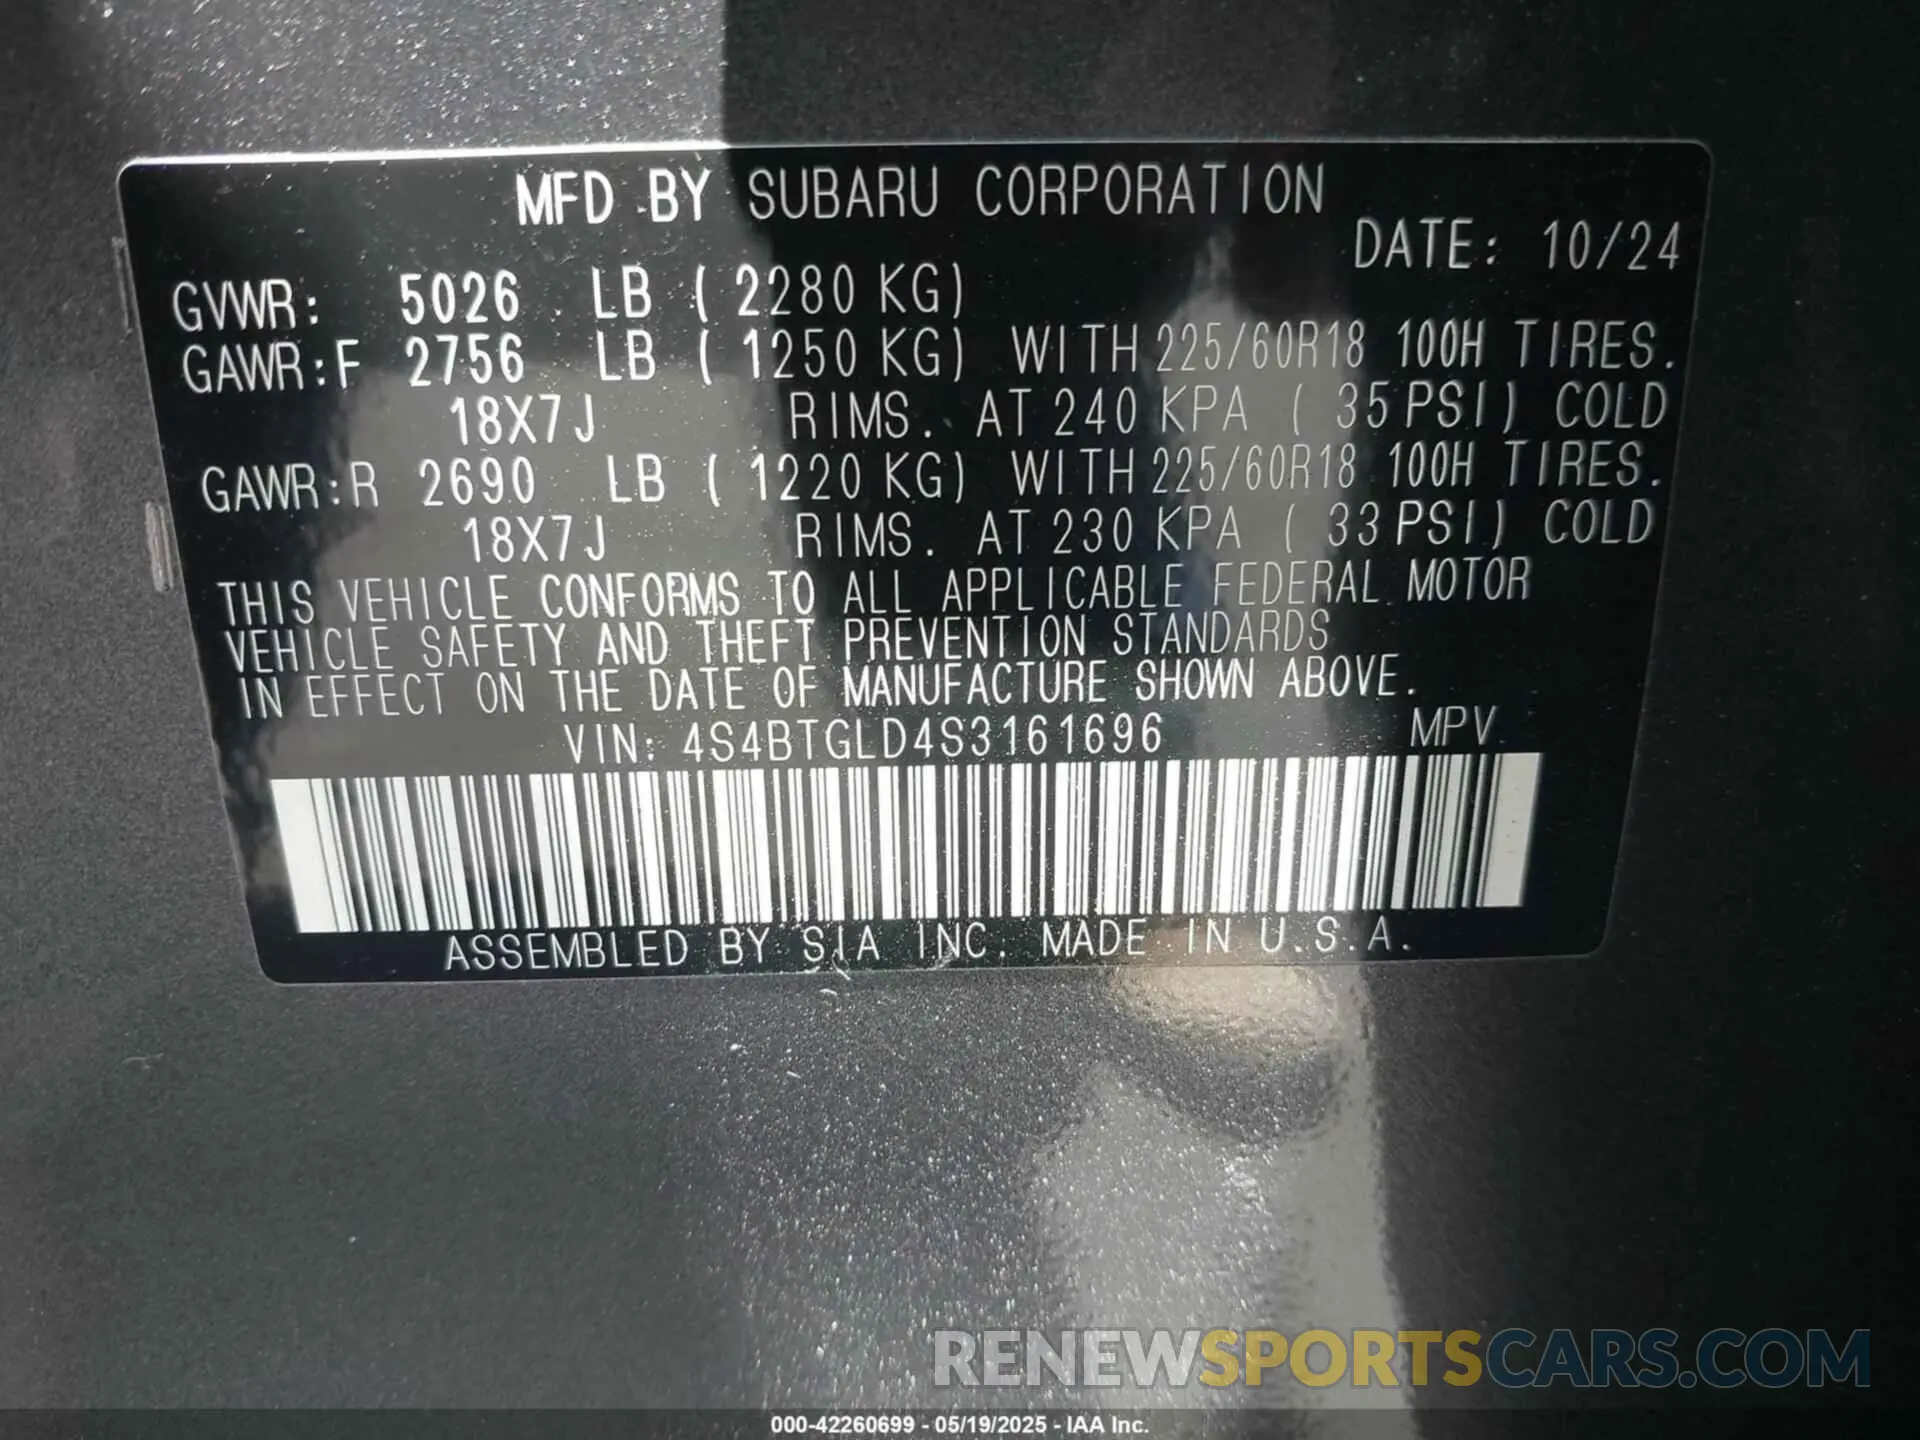 MFD BY SUBARU CORPORATION
DATE: 10/24
GVWR: 5026 LB ( 2280 KG)
GAWR:F 2756 LB ( 1250 KG) WITH 225/60R18 100H TIRES.
18X7J RIMS. AT 240 KPA ( 35 PSI) COLD
GAWR:R 2690 LB ( 1220 KG) WITH 225/60R18 100H TIRES.
18X7J RIMS. AT 230 KPA ( 33 PSI) COLD
THIS VEHICLE CONFORMS TO ALL APPLICABLE FEDERAL MOTOR
VEHICLE SAFETY AND THEFT PREVENTION STANDARDS
IN EFFECT ON THE DATE OF MANUFACTURE SHOWN ABOVE.
VIN: 4S4BTGLD4S3161696 MPV
ASSEMBLED BY SIA INC. MADE IN U.S.A.
RENEWSPORTSCARS.COM
000-42260699 - 05/19/2025 - IAA Inc.